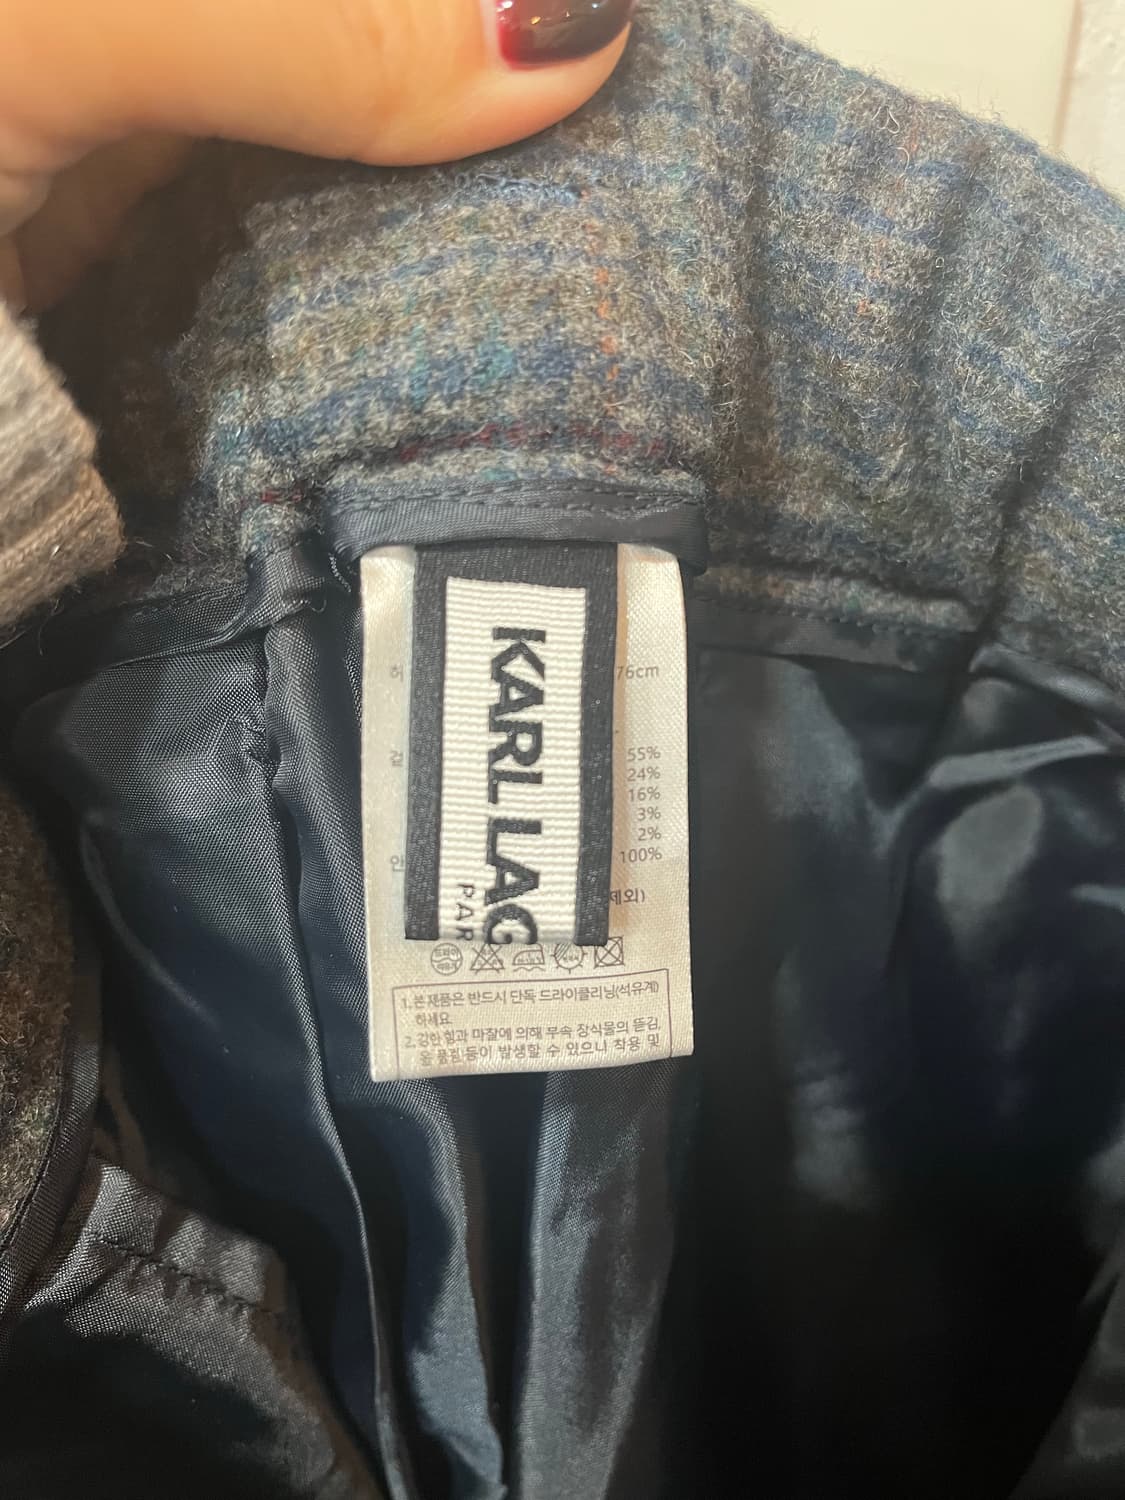 KARL LAG
PAR
허
76cm
겉
55%
24%
16%
3%
2%
안
100%
제외)
드라이
1.본제품은 반드시 단독 드라이클리닝(석유계)
하세요
2.강한 힘과 마찰에 의해 부속 장식물의 뜯김,
올 풀림 등이 발생할 수 있으니 착용 및